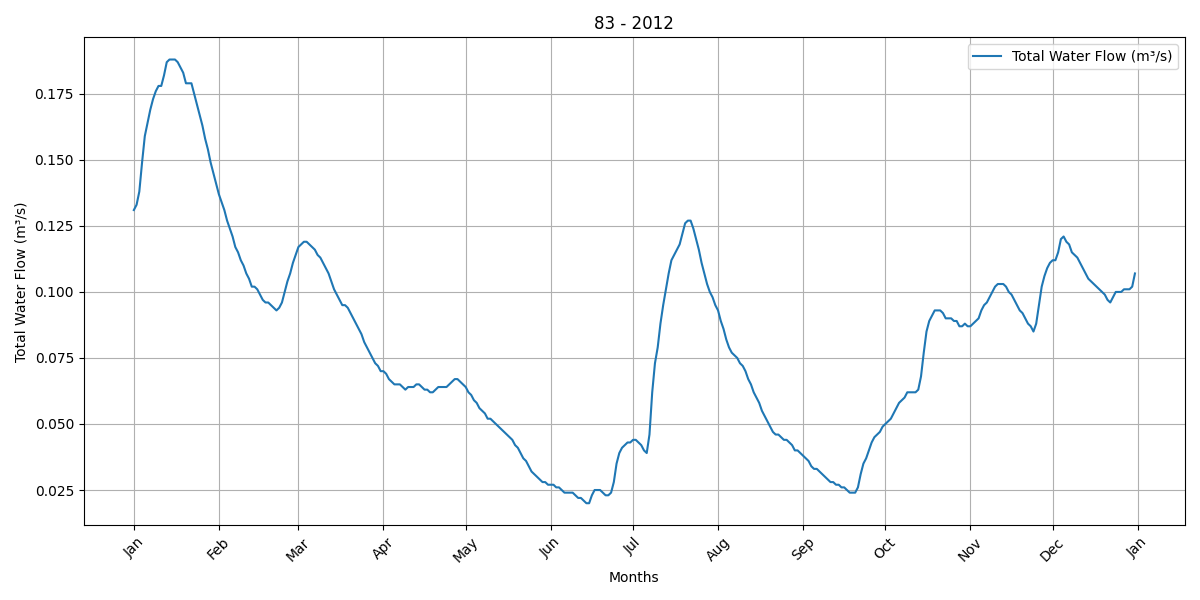 83 - 2012
Total Water Flow (m³/s)
Total Water Flow (m³/s)
0.175
0.150
0.125
0.100
0.075
0.050
0.025
Jan Feb Mar Apr May Jun Jul Aug Sep Oct Nov Dec Jan
Months